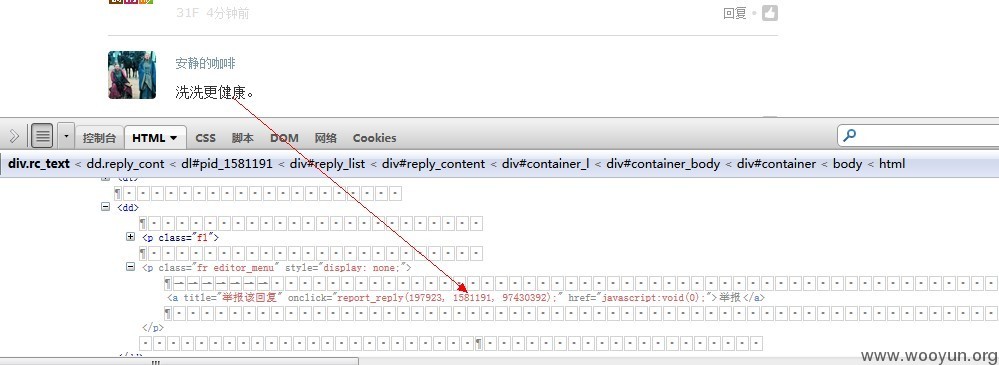 31F 4分钟前
回复
安静的咖啡
洗洗更健康。
控制台 HTML CSS 脚本 DOM 网络 Cookies
div.rc_text < dd.reply_cont < dl#pid_1581191 < div#reply_list < div#reply_content < div#container_l < div#container_body < div#container < body < html
<dd>
<p class="fl">
<p class="fr editor_menu" style="display: none;">
<a title="举报该回复" onclick="report_reply(197923, 1581191, 97430392);" href="javascript:void(0);">举报</a>
</p>
www.wooyun.org